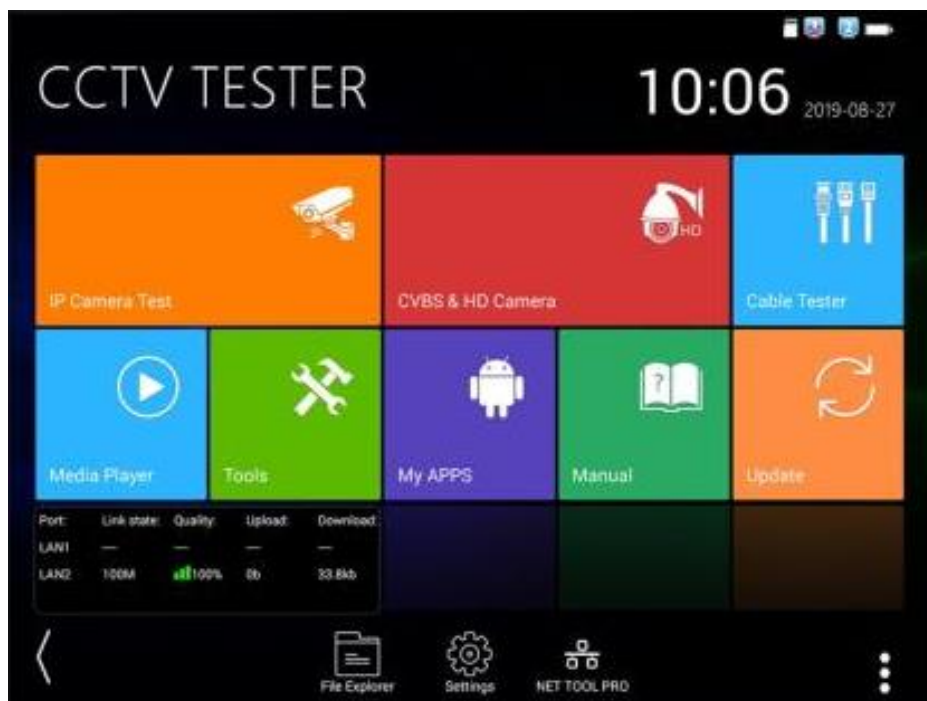 CCTV TESTER
10:06 2019-08-27
HD
IP Camera Test
CVBS & HD Camera
Cable Tester
?
Media Player
Tools
My APPS
Manual
Update
Port: Link state: Quality: Upload: Download:
LAN1 — — — —
LAN2 100M 100% 0b 33.8kb
File Explorer
Settings
NET TOOL PRO